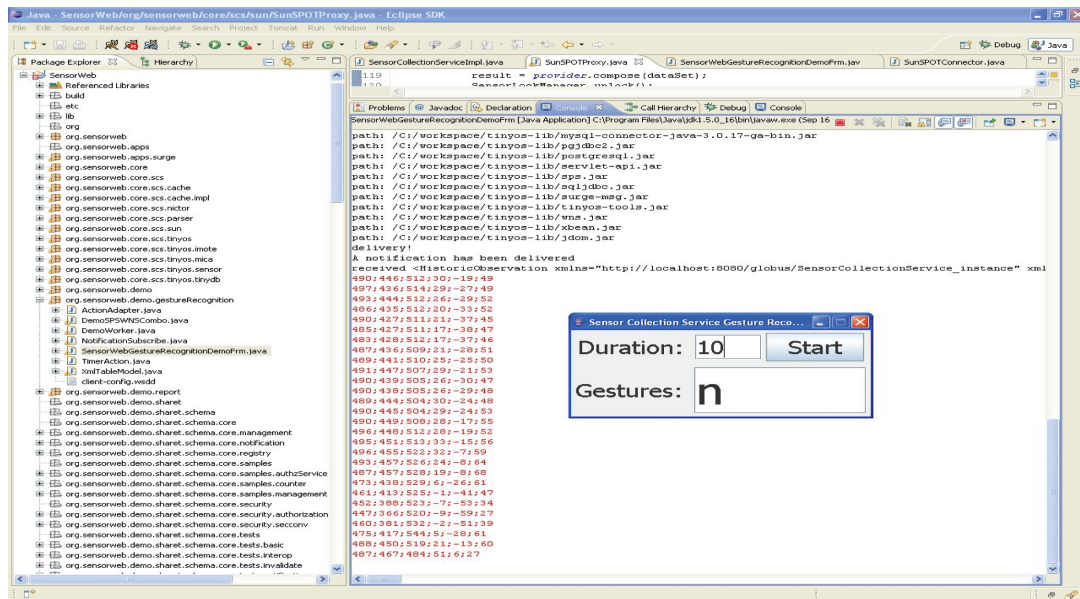 Java - SensorWeb/org/sensorweb/core/scs/sun/SunSPOTProxy.java - Eclipse SDK
File Edit Source Refactor Navigate Search Project Tomcat Run Window Help
Debug Java
Package Explorer Hierarchy
SensorWeb
Referenced Libraries
build
etc
lib
org
org.sensorweb
org.sensorweb.apps
org.sensorweb.apps.surge
org.sensorweb.core
org.sensorweb.core.scs
org.sensorweb.core.scs.cache
org.sensorweb.core.scs.cache.impl
org.sensorweb.core.scs.nictor
org.sensorweb.core.scs.parser
org.sensorweb.core.scs.sun
org.sensorweb.core.scs.tinyos
org.sensorweb.core.scs.tinyos.imote
org.sensorweb.core.scs.tinyos.mica
org.sensorweb.core.scs.tinyos.sensor
org.sensorweb.core.scs.tinyos.tinydb
org.sensorweb.demo
org.sensorweb.demo.gestureRecognition
ActionAdapter.java
DemoSPSWNSCombo.java
DemoWorker.java
NotificationSubscribe.java
SensorWebGestureRecognitionDemoFrm.java
TimerAction.java
XmlTableModel.java
client-config.wsdd
org.sensorweb.demo.report
org.sensorweb.demo.sharet
org.sensorweb.demo.sharet.schema
org.sensorweb.demo.sharet.schema.core
org.sensorweb.demo.sharet.schema.core.management
org.sensorweb.demo.sharet.schema.core.notification
org.sensorweb.demo.sharet.schema.core.registry
org.sensorweb.demo.sharet.schema.core.samples
org.sensorweb.demo.sharet.schema.core.samples.authzService
org.sensorweb.demo.sharet.schema.core.samples.counter
org.sensorweb.demo.sharet.schema.core.samples.management
org.sensorweb.demo.sharet.schema.core.security
org.sensorweb.demo.sharet.schema.core.security.authorization
org.sensorweb.demo.sharet.schema.core.security.secconv
org.sensorweb.demo.sharet.schema.core.tests
org.sensorweb.demo.sharet.schema.core.tests.basic
org.sensorweb.demo.sharet.schema.core.tests.interop
org.sensorweb.demo.sharet.schema.core.tests.invalidate
SensorCollectionServiceImpl.java SunSPOTProxy.java SensorWebGestureRecognitionDemoFrm.jav SunSPOTConnector.java
119 result = provider.compose(dataSet);
120 SensorLockManager.unlock();
Problems Javadoc Declaration Console Call Hierarchy Debug Console
SensorWebGestureRecognitionDemoFrm [Java Application] C:\Program Files\Java\jdk1.5.0_16\bin\javaw.exe (Sep 16
path: /C:/workspace/tinyos-lib/mysql-connector-java-3.0.17-ga-bin.jar
path: /C:/workspace/tinyos-lib/pgjdbc2.jar
path: /C:/workspace/tinyos-lib/postgresql.jar
path: /C:/workspace/tinyos-lib/servlet-api.jar
path: /C:/workspace/tinyos-lib/sps.jar
path: /C:/workspace/tinyos-lib/sqljdbc.jar
path: /C:/workspace/tinyos-lib/surge-msg.jar
path: /C:/workspace/tinyos-lib/tinyos-tools.jar
path: /C:/workspace/tinyos-lib/wns.jar
path: /C:/workspace/tinyos-lib/xbean.jar
path: /C:/workspace/tinyos-lib/jdom.jar
delivery!
A notification has been delivered
received <HistoricObservation xmlns="http://localhost:8080/globus/SensorCollectionService_instance" xml
490;446;512;30;-19;49
497;436;514;29;-27;49
493;444;512;26;-29;52
486;435;512;20;-33;52
490;427;511;21;-37;45
485;427;511;17;-38;47
483;428;512;17;-37;46
487;436;509;21;-28;51
489;441;510;25;-25;50
491;447;507;29;-21;53
490;439;505;26;-30;47
490;438;505;26;-29;48
489;444;504;30;-24;48
490;445;504;29;-24;53
490;449;508;28;-17;55
496;448;512;28;-19;52
495;451;513;33;-15;56
496;455;522;32;-7;59
493;457;526;24;-8;64
487;457;528;19;-8;68
473;438;529;6;-26;61
461;413;525;-1;-41;47
452;388;523;-7;-53;34
447;366;520;-9;-59;27
460;381;532;-2;-51;39
475;417;544;5;-28;61
488;450;519;21;-13;60
487;467;484;51;6;27
Sensor Collection Service Gesture Reco...
Duration: 10 Start
Gestures: n